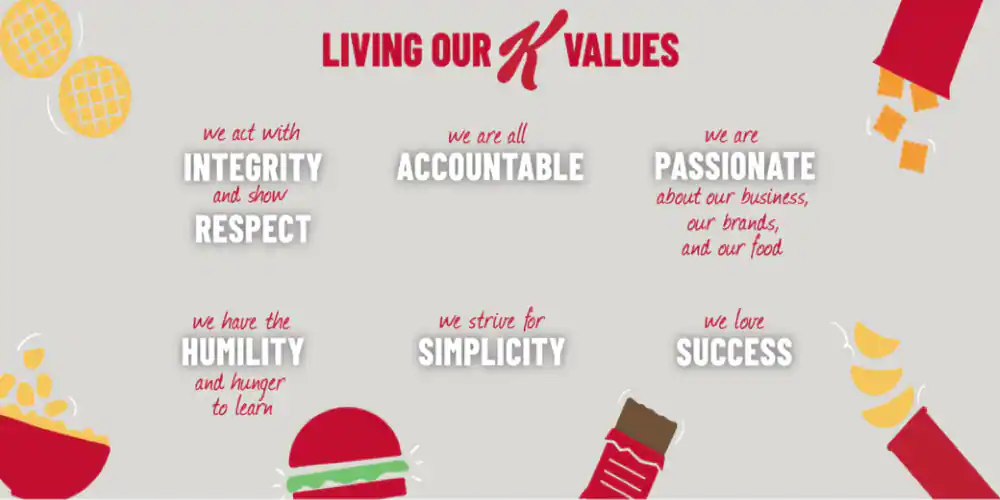 LIVING OUR K VALUES
we act with
INTEGRITY
and show
RESPECT
we are all
ACCOUNTABLE
we are
PASSIONATE
about our business,
our brands,
and our food
we have the
HUMILITY
and hunger
to learn
we strive for
SIMPLICITY
we love
SUCCESS